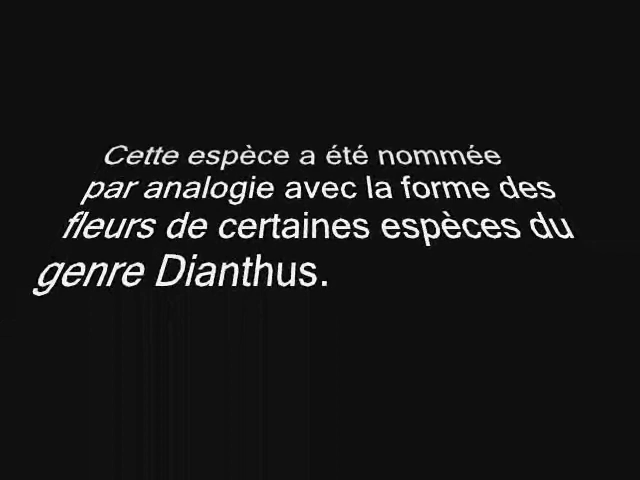 Cette espèce a été nommée
par analogie avec la forme des
fleurs de certaines espèces du
genre Dianthus.